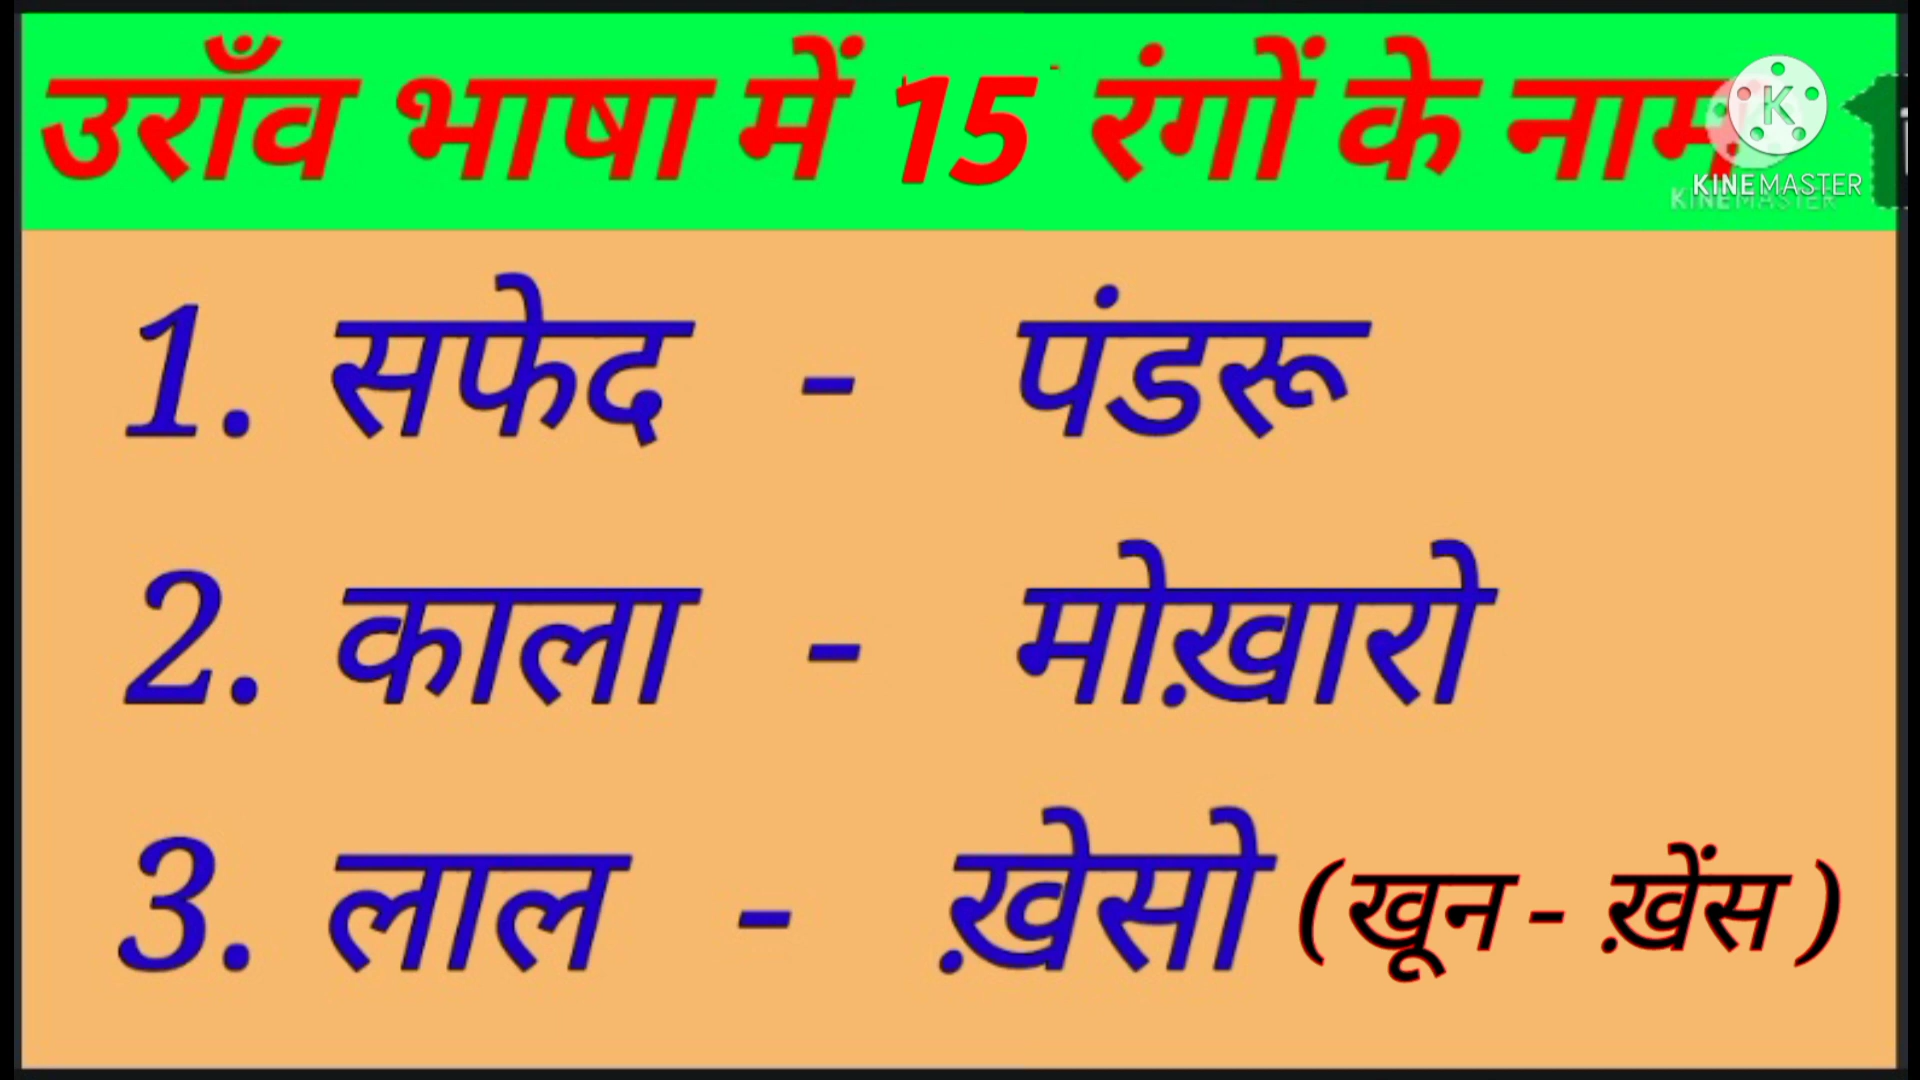 उराँव भाषा में 15 रंगों के नाम
KINEMASTER
1. सफेद - पंडरू
2. काला - मोख़ारो
3. लाल - ख़ेसो (खून - ख़ेंस )